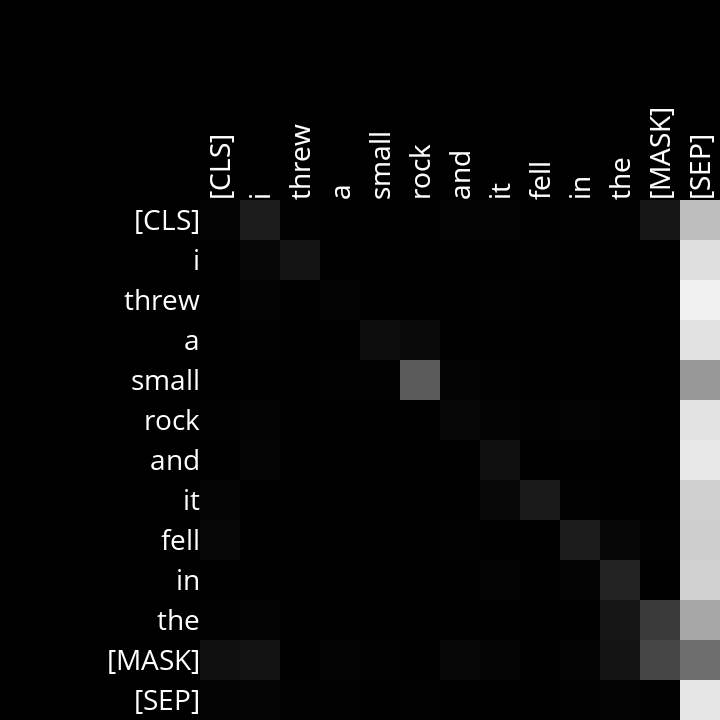 [CLS] i threw a small rock and it fell in the [MASK] [SEP]
[CLS]
i
threw
a
small
rock
and
it
fell
in
the
[MASK]
[SEP]